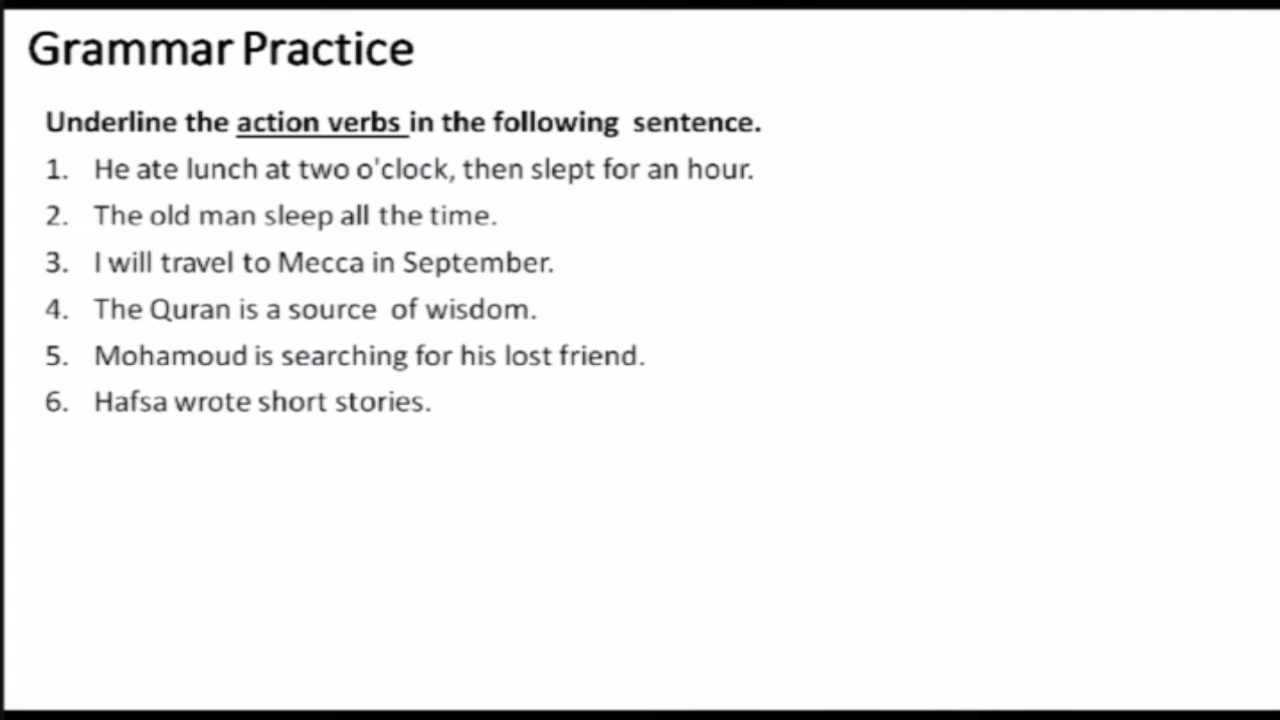 Grammar Practice
Underline the action verbs in the following sentence.
1. He ate lunch at two o'clock, then slept for an hour.
2. The old man sleep all the time.
3. I will travel to Mecca in September.
4. The Quran is a source of wisdom.
5. Mohamoud is searching for his lost friend.
6. Hafsa wrote short stories.